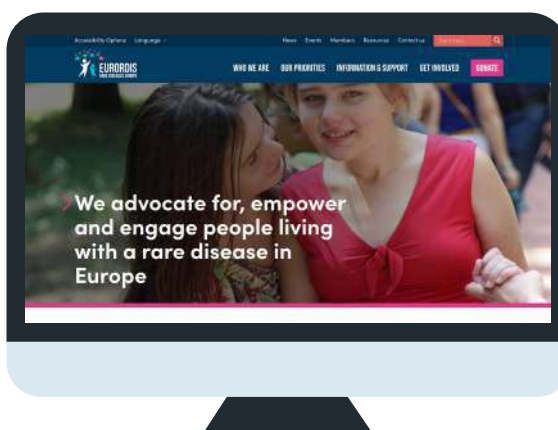 Accessibility Options Language
News Events Members Resources Contact us
EURORDIS
RARE DISEASES EUROPE
WHO WE ARE OUR PRIORITIES INFORMATION & SUPPORT GET INVOLVED DONATE
We advocate for, empower
and engage people living
with a rare disease in
Europe